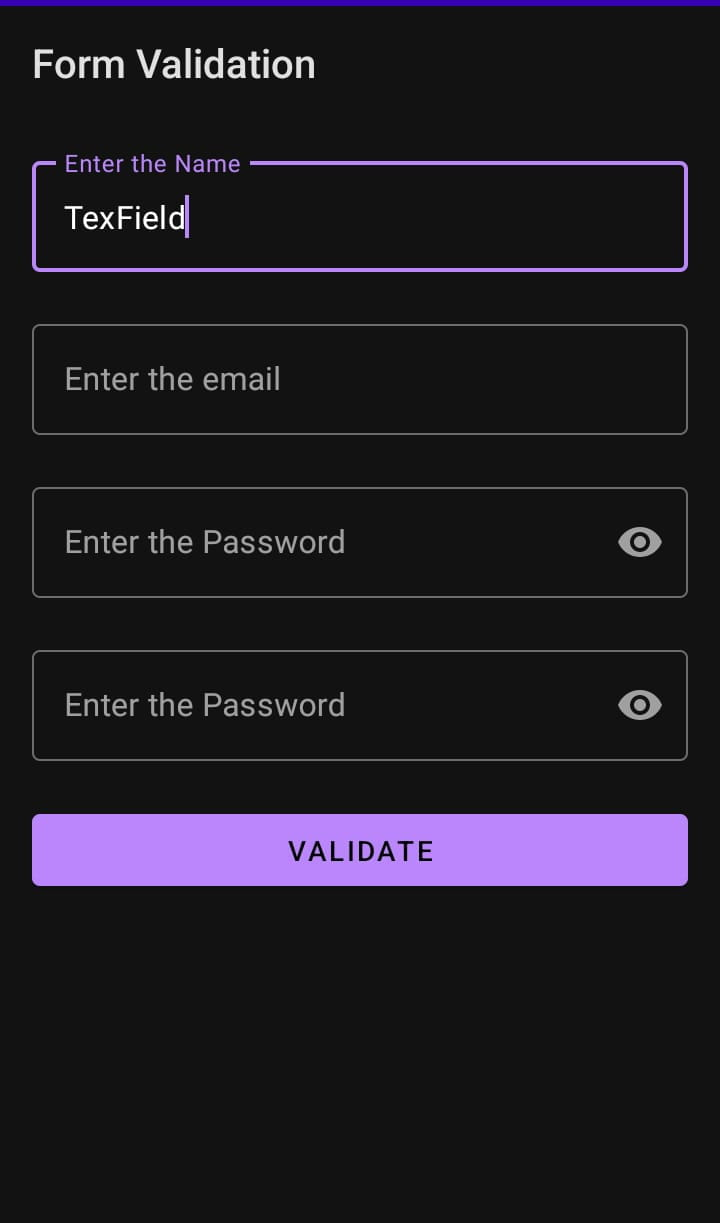 Form Validation
Enter the Name
TexField
Enter the email
Enter the Password
Enter the Password
VALIDATE